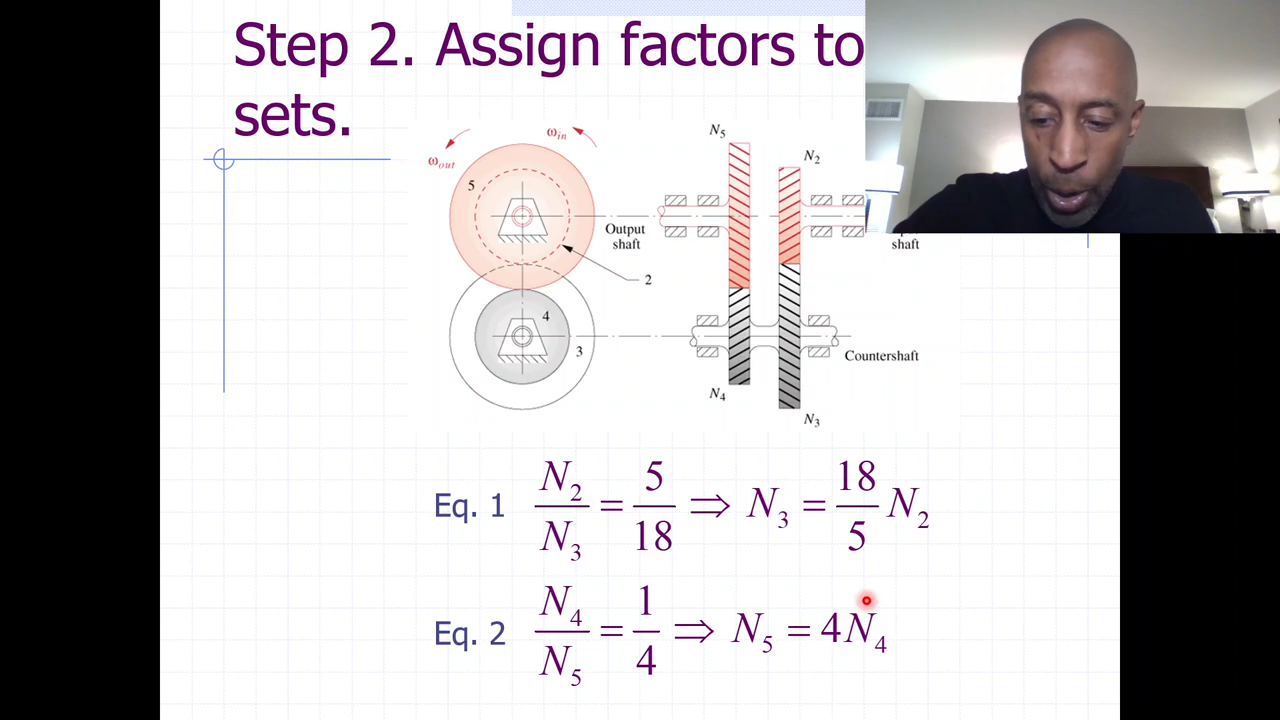 Step 2. Assign factors to
sets.
ω_in
ω_out
5
2
4
3
N₅
N₂
Output
shaft
shaft
Countershaft
N₄
N₃
Eq. 1 N₂/N₃ = 5/18 ⇒ N₃ = 18/5 N₂
Eq. 2 N₄/N₅ = 1/4 ⇒ N₅ = 4N₄